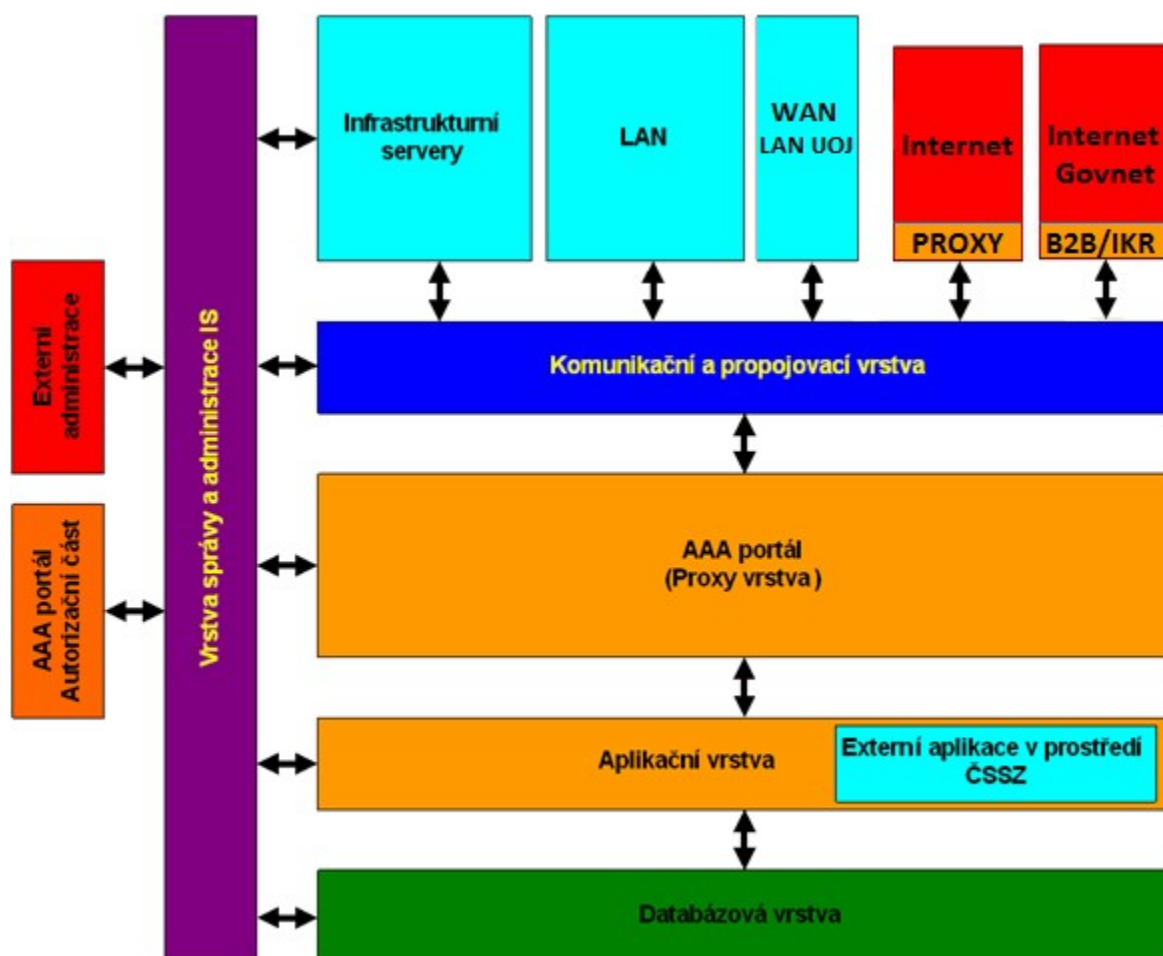 Infrastrukturní
servery
LAN
WAN
LAN UOJ
Internet
PROXY
Internet
Govnet
B2B/IKR
Externí
administrace
AAA portál
Autorizační část
Vrstva správy a administrace IS
Komunikační a propojovací vrstva
AAA portál
(Proxy vrstva)
Aplikační vrstva
Externí aplikace v prostředí
ČSSZ
Databázová vrstva